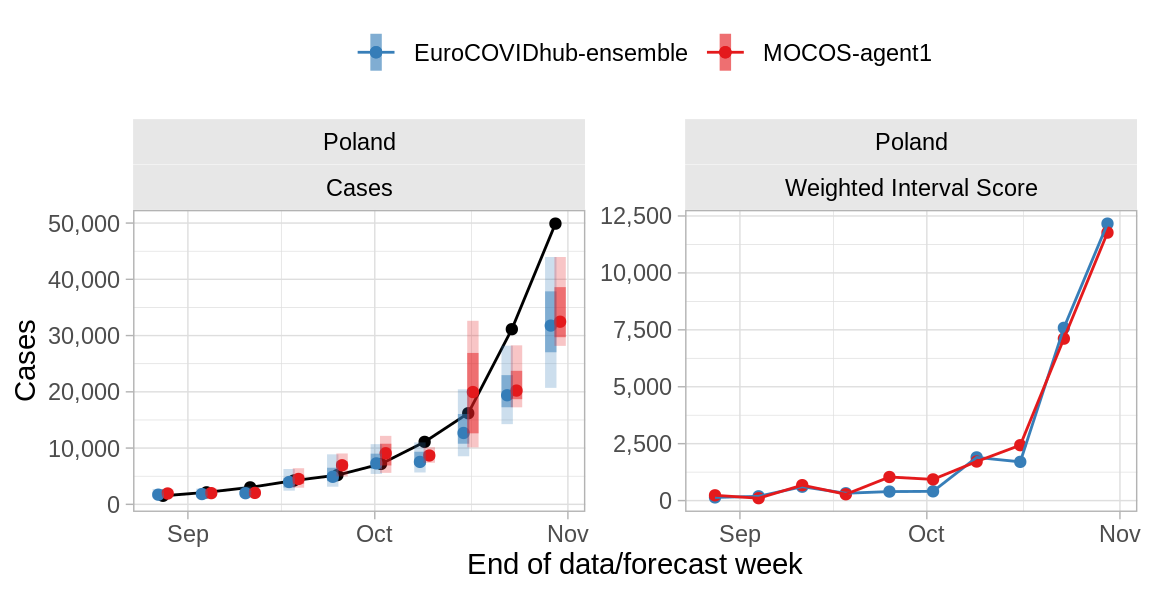 EuroCOVIDhub-ensemble MOCOS-agent1
Poland
Cases
Cases
50,000
40,000
30,000
20,000
10,000
0
Sep Oct Nov
Poland
Weighted Interval Score
12,500
10,000
7,500
5,000
2,500
0
Sep Oct Nov
End of data/forecast week